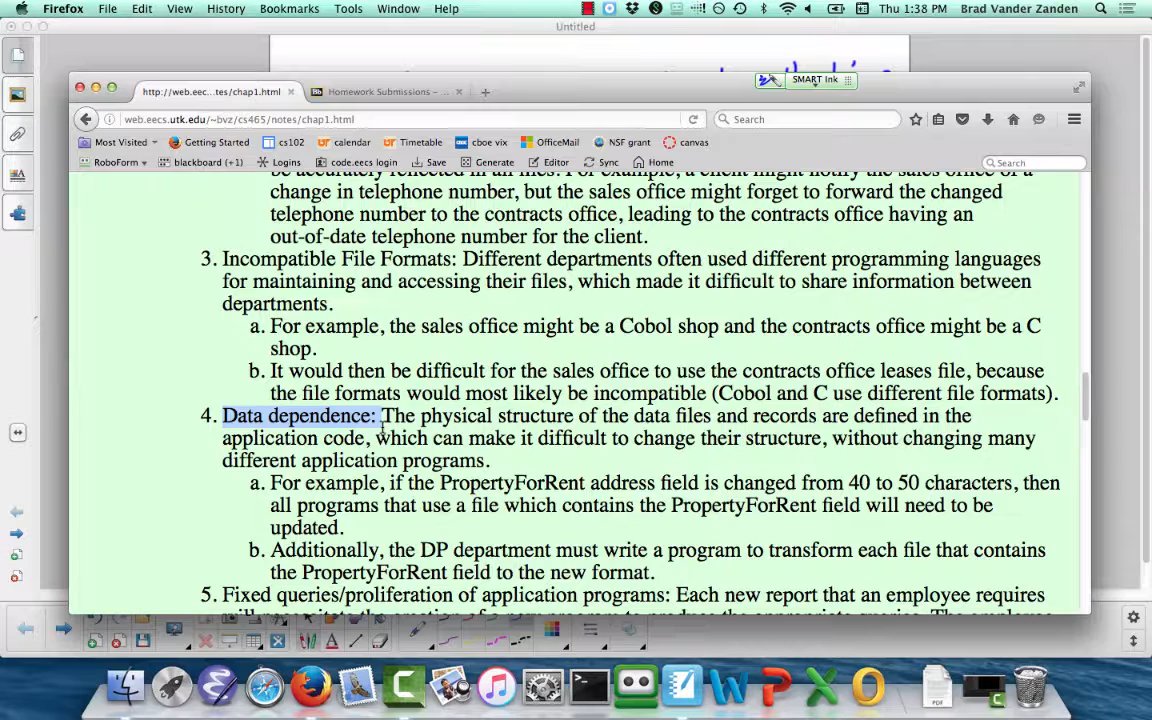 Firefox File Edit View History Bookmarks Tools Window Help Thu 1:38 PM Brad Vander Zanden
Untitled
SMART Ink
http://web.eec...tes/chap1.html Homework Submissions – ...
web.eecs.utk.edu/~bvz/cs465/notes/chap1.html Search
Most Visited Getting Started cs102 calendar Timetable cboe vix OfficeMail NSF grant canvas
RoboForm blackboard (+1) Logins code.eecs login Save Generate Editor Sync Home Search
change in telephone number, but the sales office might forget to forward the changed
telephone number to the contracts office, leading to the contracts office having an
out-of-date telephone number for the client.
3. Incompatible File Formats: Different departments often used different programming languages
for maintaining and accessing their files, which made it difficult to share information between
departments.
a. For example, the sales office might be a Cobol shop and the contracts office might be a C
shop.
b. It would then be difficult for the sales office to use the contracts office leases file, because
the file formats would most likely be incompatible (Cobol and C use different file formats).
4. Data dependence: The physical structure of the data files and records are defined in the
application code, which can make it difficult to change their structure, without changing many
different application programs.
a. For example, if the PropertyForRent address field is changed from 40 to 50 characters, then
all programs that use a file which contains the PropertyForRent field will need to be
updated.
b. Additionally, the DP department must write a program to transform each file that contains
the PropertyForRent field to the new format.
5. Fixed queries/proliferation of application programs: Each new report that an employee requires
PDF